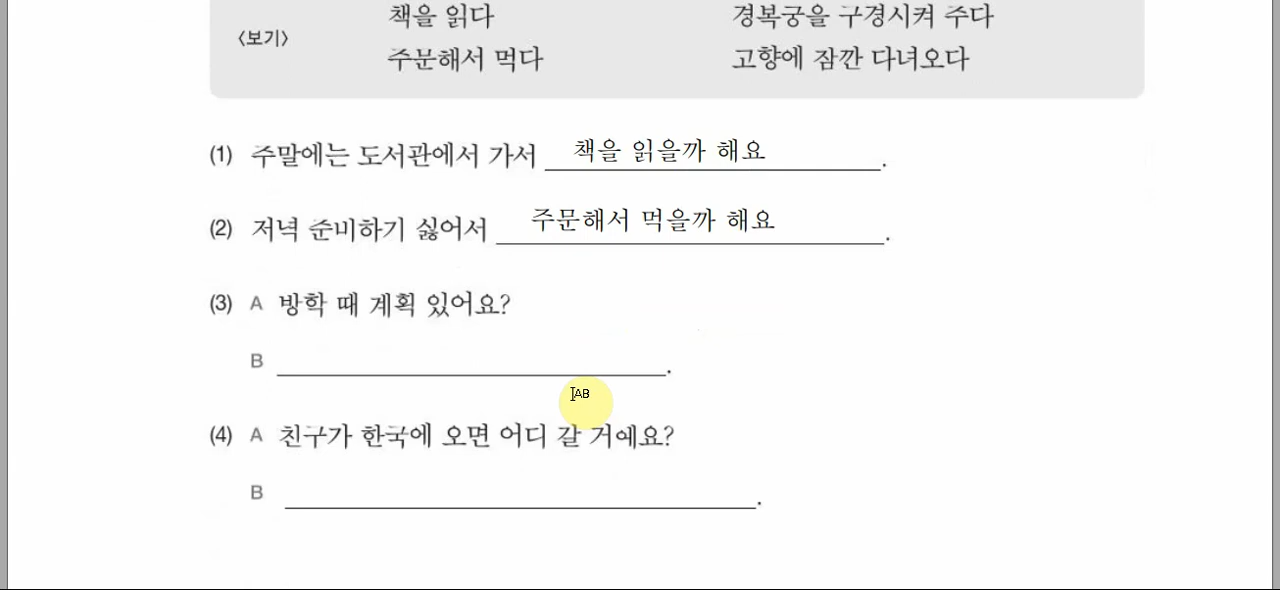 책을 읽다 경복궁을 구경시켜 주다
<보기>
주문해서 먹다 고향에 잠깐 다녀오다
(1) 주말에는 도서관에서 가서 책을 읽을까 해요.
(2) 저녁 준비하기 싫어서 주문해서 먹을까 해요.
(3) A 방학 때 계획 있어요?
B .
AB
(4) A 친구가 한국에 오면 어디 갈 거예요?
B .